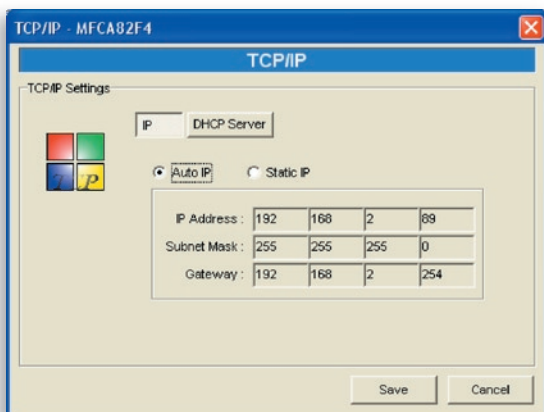 TCP/IP - MFCA82F4
TCP/IP
TCP/IP Settings
IP DHCP Server
Auto IP Static IP
IP Address : 192 168 2 89
Subnet Mask : 255 255 255 0
Gateway : 192 168 2 254
I P
Save Cancel